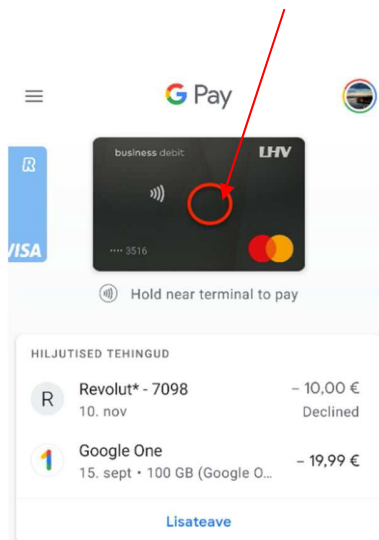 G Pay
R
VISA
business debit LHV
•••• 3516
Hold near terminal to pay
HILJUTISED TEHINGUD
R Revolut* - 7098 – 10,00 €
10. nov Declined
1 Google One – 19,99 €
15. sept • 100 GB (Google O...
Lisateave